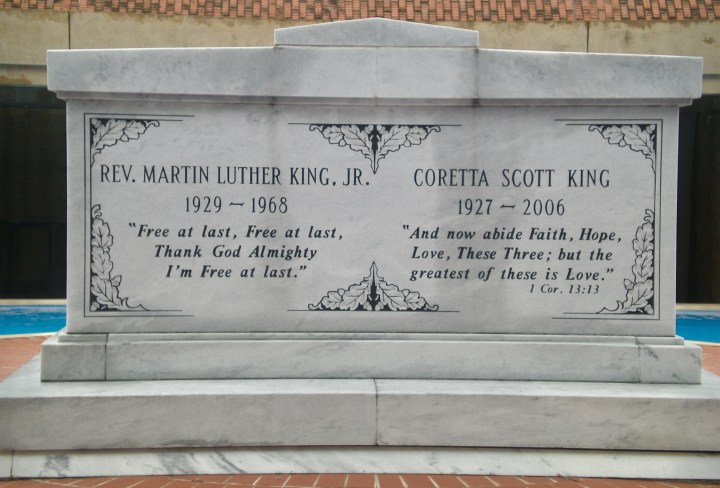 REV. MARTIN LUTHER KING, JR.
1929 ~ 1968
"Free at last, Free at last,
Thank God Almighty
I'm Free at last."
CORETTA SCOTT KING
1927 ~ 2006
"And now abide Faith, Hope,
Love, These Three; but the
greatest of these is Love."
1 Cor. 13:13